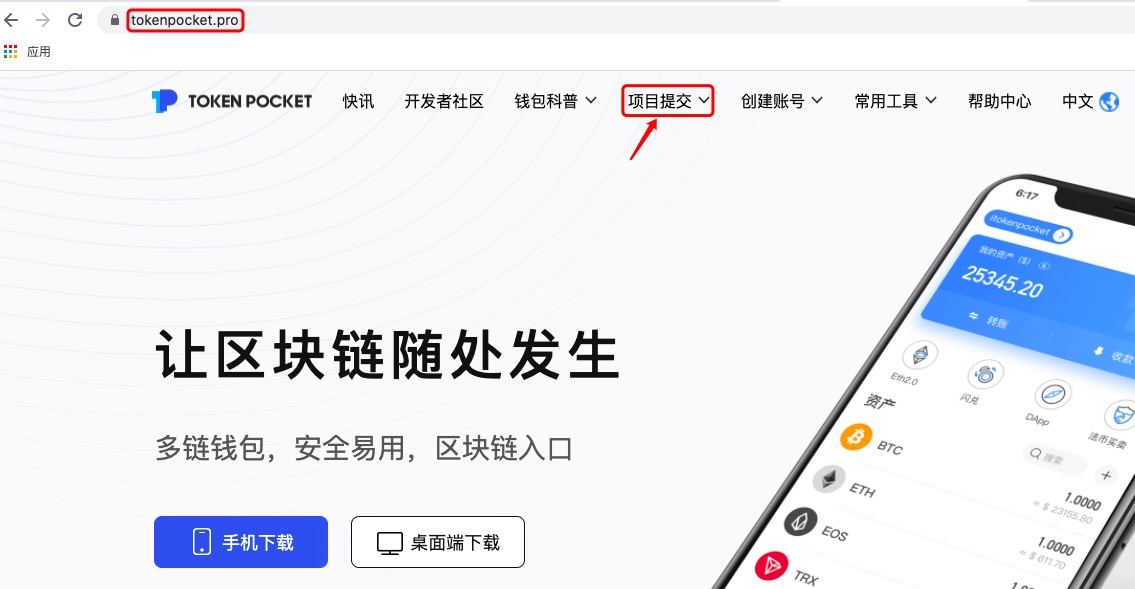 tokenpocket.pro
应用
TOKEN POCKET 快讯 开发者社区 钱包科普 项目提交 创建账号 常用工具 帮助中心 中文
6:17
itokenpocket
我的资产 ($)
25345.20
转账 收款
Eth2.0 闪兑 DApp 法币买卖
资产
搜索
BTC 1.0000
≈ $ 23155.80
ETH 1.0000
≈ $ 611.70
EOS
TRX
让区块链随处发生
多链钱包，安全易用，区块链入口
手机下载 桌面端下载